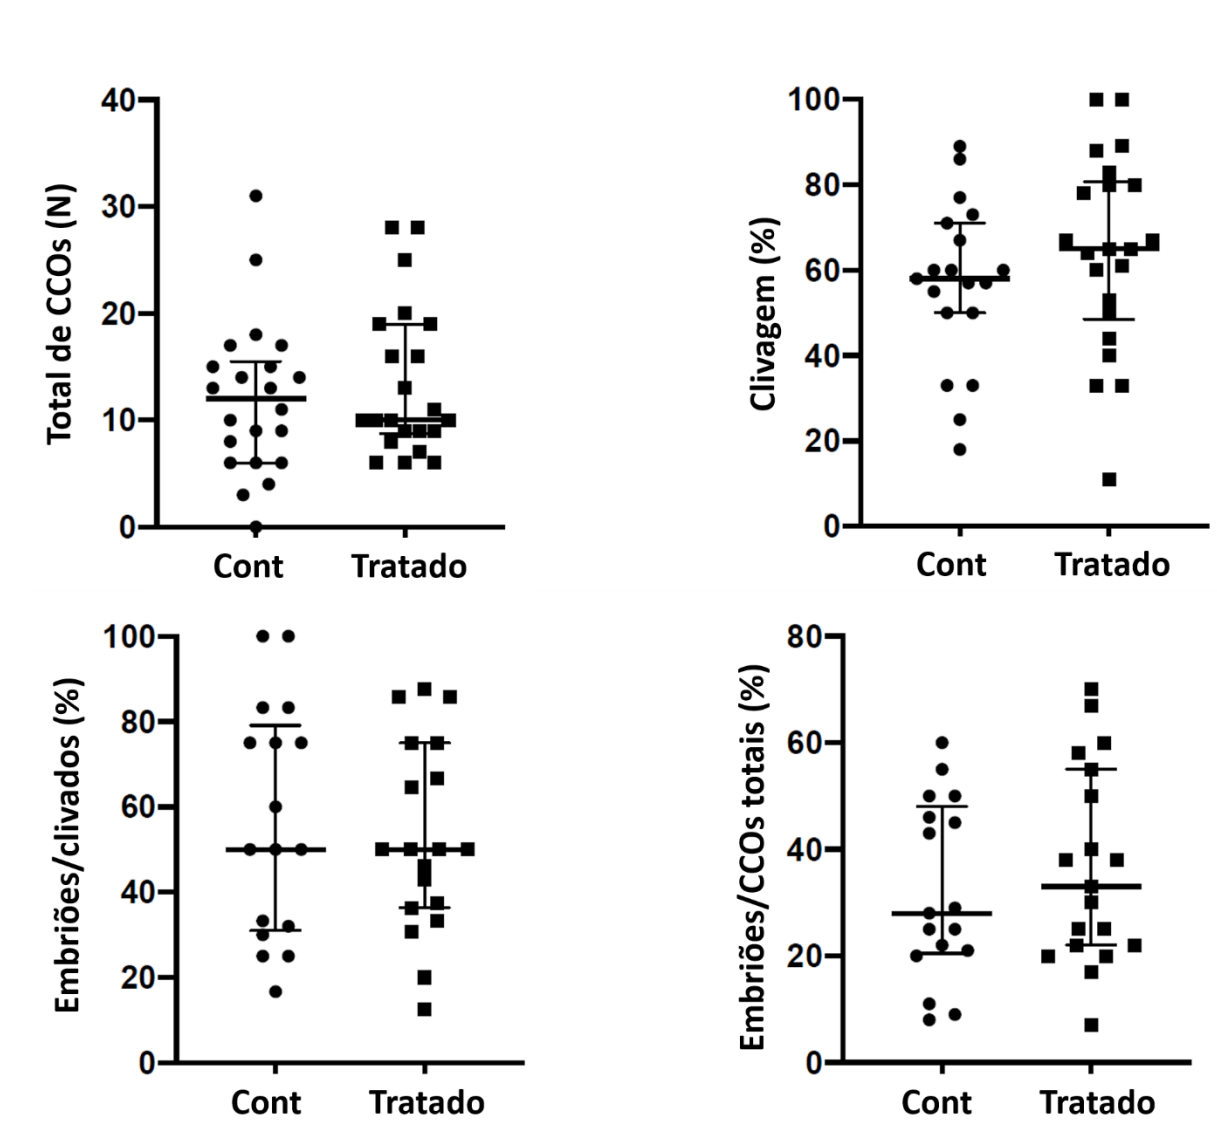 Total de CCOs (N)
40
30
20
10
0
Cont Tratado
Clivagem (%)
100
80
60
40
20
0
Cont Tratado
Embriões/clivados (%)
100
80
60
40
20
0
Cont Tratado
Embriões/CCOs totais (%)
80
60
40
20
0
Cont Tratado